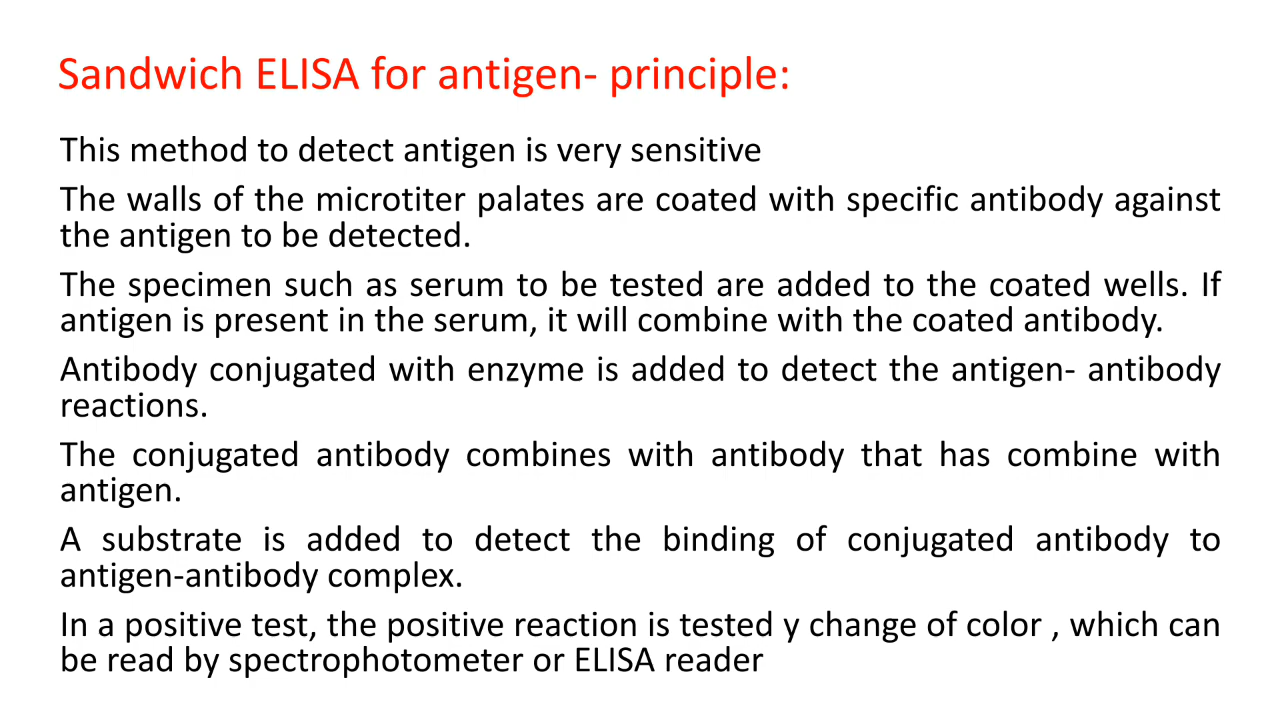 Sandwich ELISA for antigen- principle:
This method to detect antigen is very sensitive
The walls of the microtiter palates are coated with specific antibody against
the antigen to be detected.
The specimen such as serum to be tested are added to the coated wells. If
antigen is present in the serum, it will combine with the coated antibody.
Antibody conjugated with enzyme is added to detect the antigen- antibody
reactions.
The conjugated antibody combines with antibody that has combine with
antigen.
A substrate is added to detect the binding of conjugated antibody to
antigen-antibody complex.
In a positive test, the positive reaction is tested y change of color , which can
be read by spectrophotometer or ELISA reader